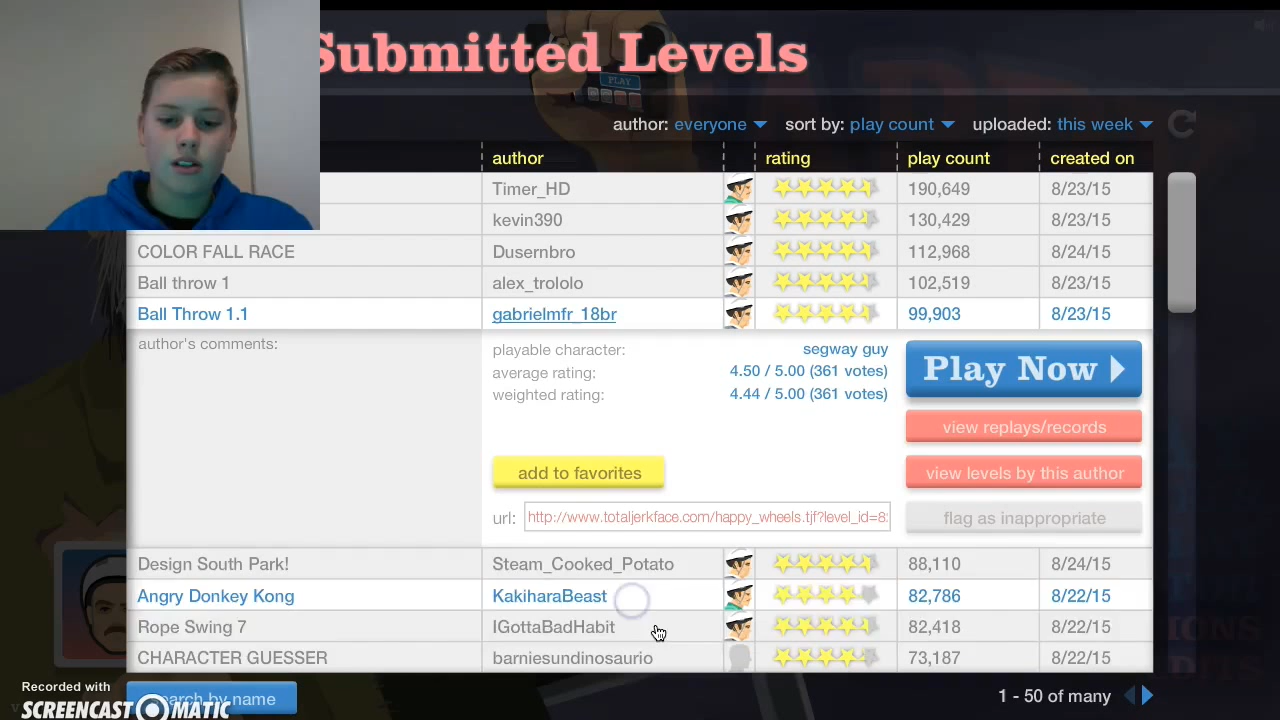 Submitted Levels
PLAY
author: everyone sort by: play count uploaded: this week
author rating play count created on
Timer_HD 190,649 8/23/15
kevin390 130,429 8/23/15
COLOR FALL RACE Dusernbro 112,968 8/24/15
Ball throw 1 alex_trololo 102,519 8/23/15
Ball Throw 1.1 gabrielmfr_18br 99,903 8/23/15
author's comments:
playable character: segway guy
average rating: 4.50 / 5.00 (361 votes)
weighted rating: 4.44 / 5.00 (361 votes)
Play Now
view replays/records
add to favorites
view levels by this author
url: http://www.totaljerkface.com/happy_wheels.tjf?level_id=8
flag as inappropriate
Design South Park! Steam_Cooked_Potato 88,110 8/24/15
Angry Donkey Kong KakiharaBeast 82,786 8/22/15
Rope Swing 7 IGottaBadHabit 82,418 8/22/15
CHARACTER GUESSER barniesundinosaurio 73,187 8/22/15
Recorded with
SCREENCAST MATIC
by name
1 - 50 of many